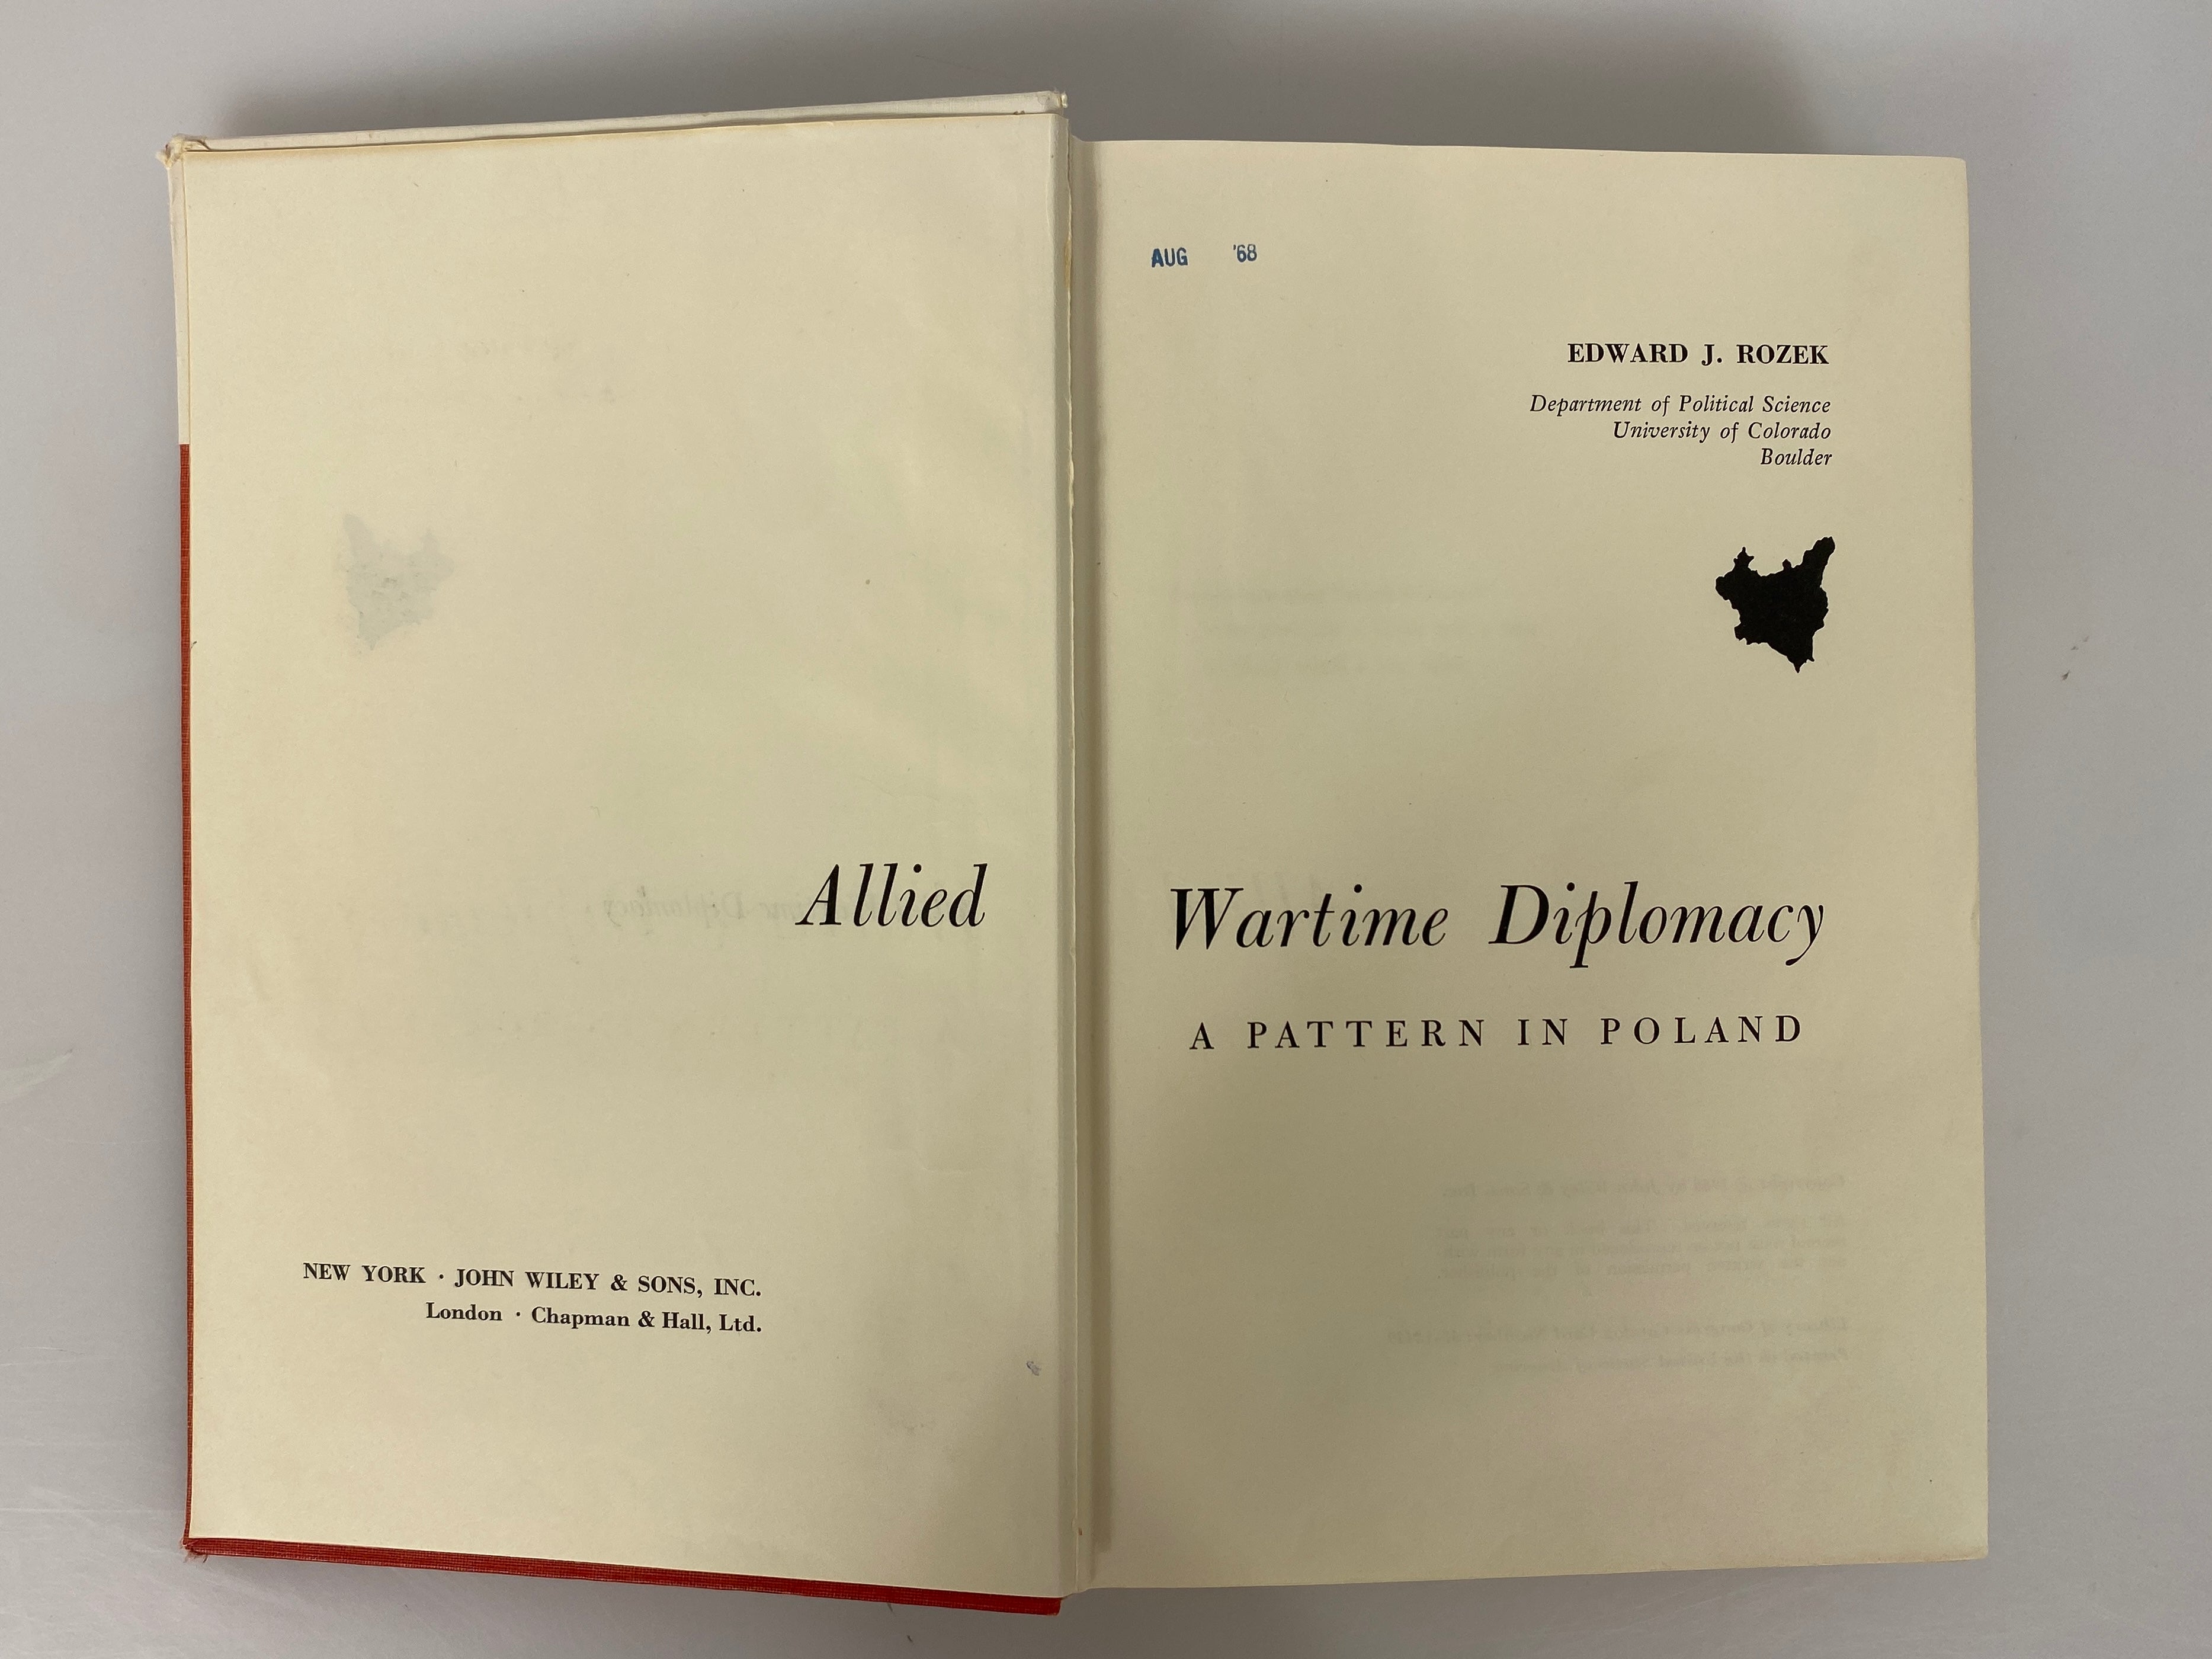 AUG '68
EDWARD J. ROZEK
Department of Political Science
University of Colorado
Boulder
Allied Wartime Diplomacy
A PATTERN IN POLAND
NEW YORK · JOHN WILEY & SONS, INC.
London · Chapman & Hall, Ltd.